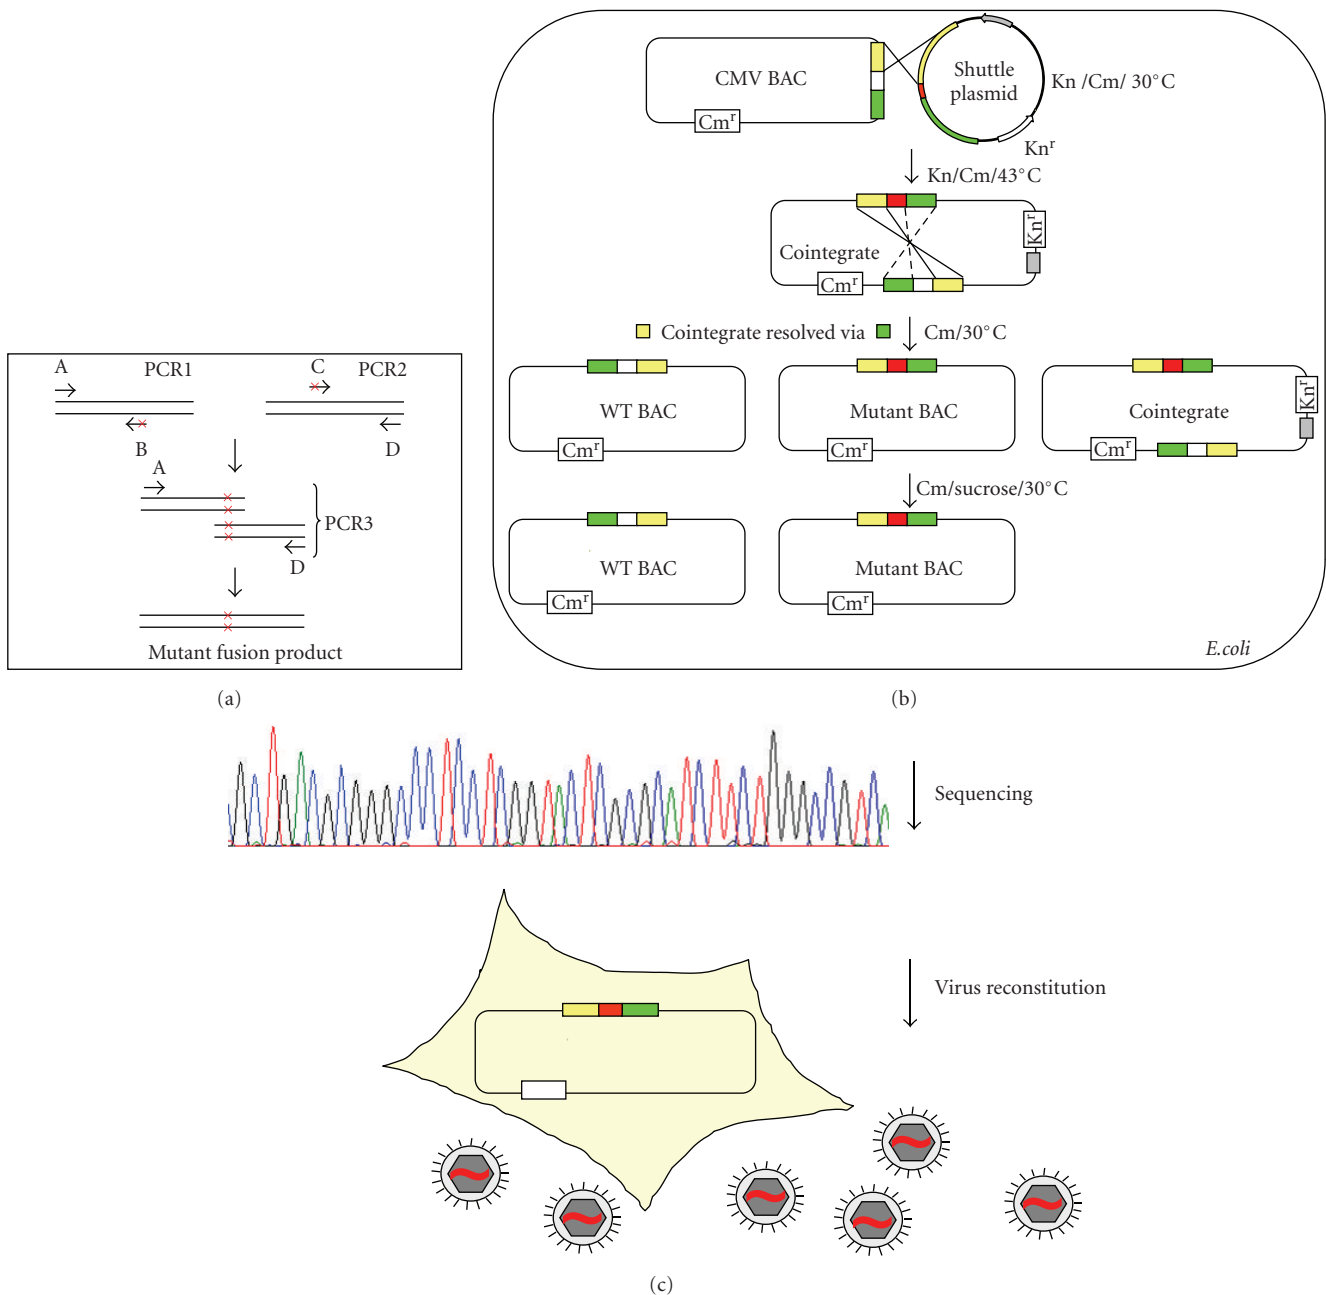 A
PCR1
C
PCR2
B
D
A
PCR3
D
Mutant fusion product
(a)
CMV BAC
Cmʳ
Shuttle
plasmid
Kn /Cm/ 30°C
Knʳ
Kn/Cm/43°C
Cointegrate
Knʳ
Cmʳ
Cointegrate resolved via
Cm/30°C
WT BAC
Cmʳ
Mutant BAC
Cmʳ
Cointegrate
Knʳ
Cmʳ
Cm/sucrose/30°C
WT BAC
Cmʳ
Mutant BAC
Cmʳ
E.coli
(b)
Sequencing
Virus reconstitution
(c)